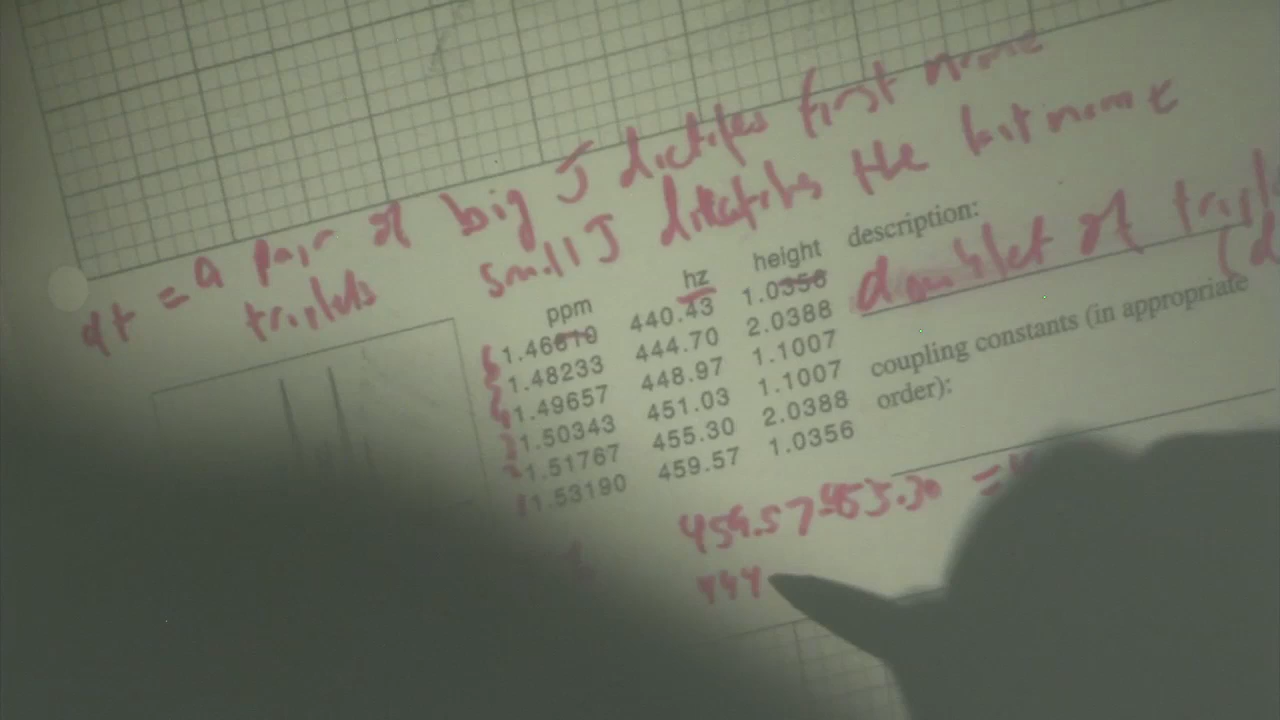 big J dictates first name
dt = a pair of
triplets
small J dictates the last name
ppm hz height description:
1.46610 440.43 1.0356 doublet of
1.48233 444.70 2.0388
1.49657 448.97 1.1007 coupling constants (in appropriate
1.50343 451.03 1.1007 order):
1.51767 455.30 2.0388
1.53190 459.57 1.0356
459.57-455.30 =
444